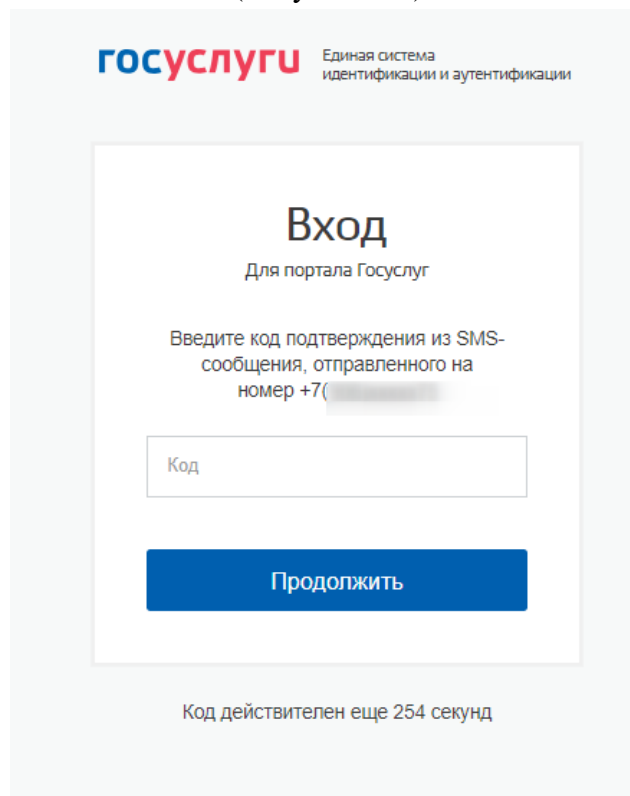 госуслуги
Единая система
идентификации и аутентификации
Вход
Для портала Госуслуг
Введите код подтверждения из SMS-
сообщения, отправленного на
номер +7(
Код
Продолжить
Код действителен еще 254 секунд